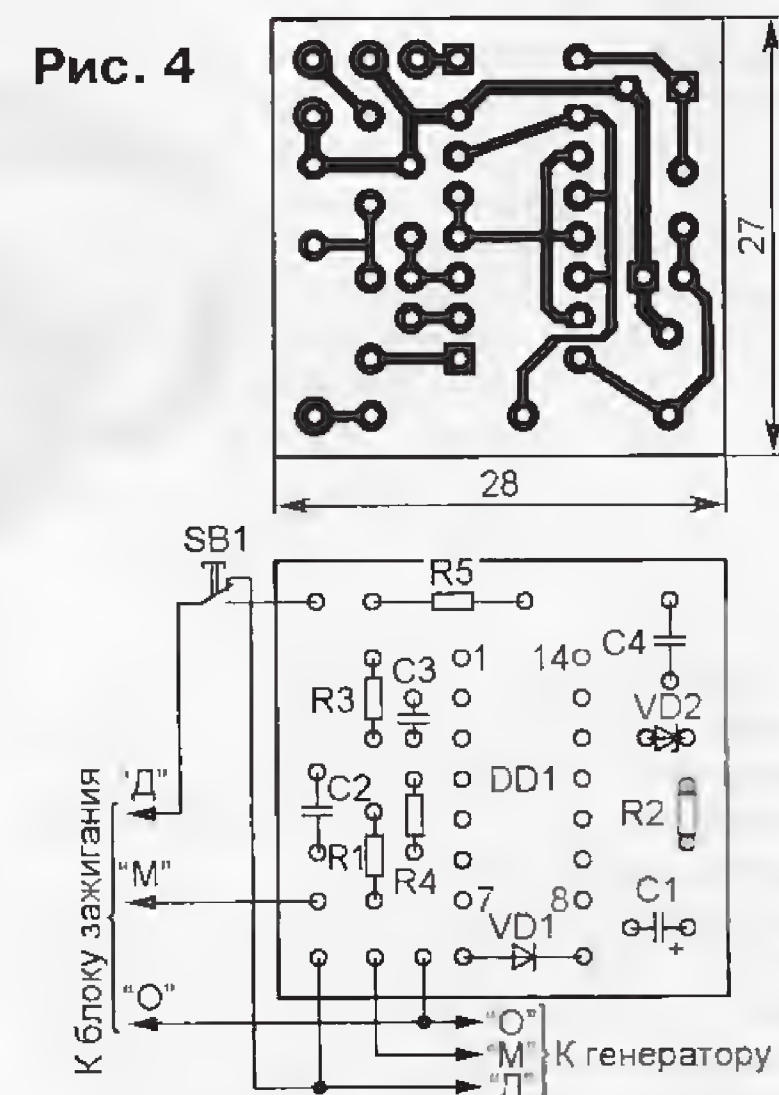 Рис. 4
27
28
SB1
R5
C4
1
14
R3
C3
VD2
"Д"
C2
DD1
R2
"М"
R1
R4
7
8
C1
+
VD1
"О"
К блоку зажигания
"О"
"М"
К генератору
"Д"